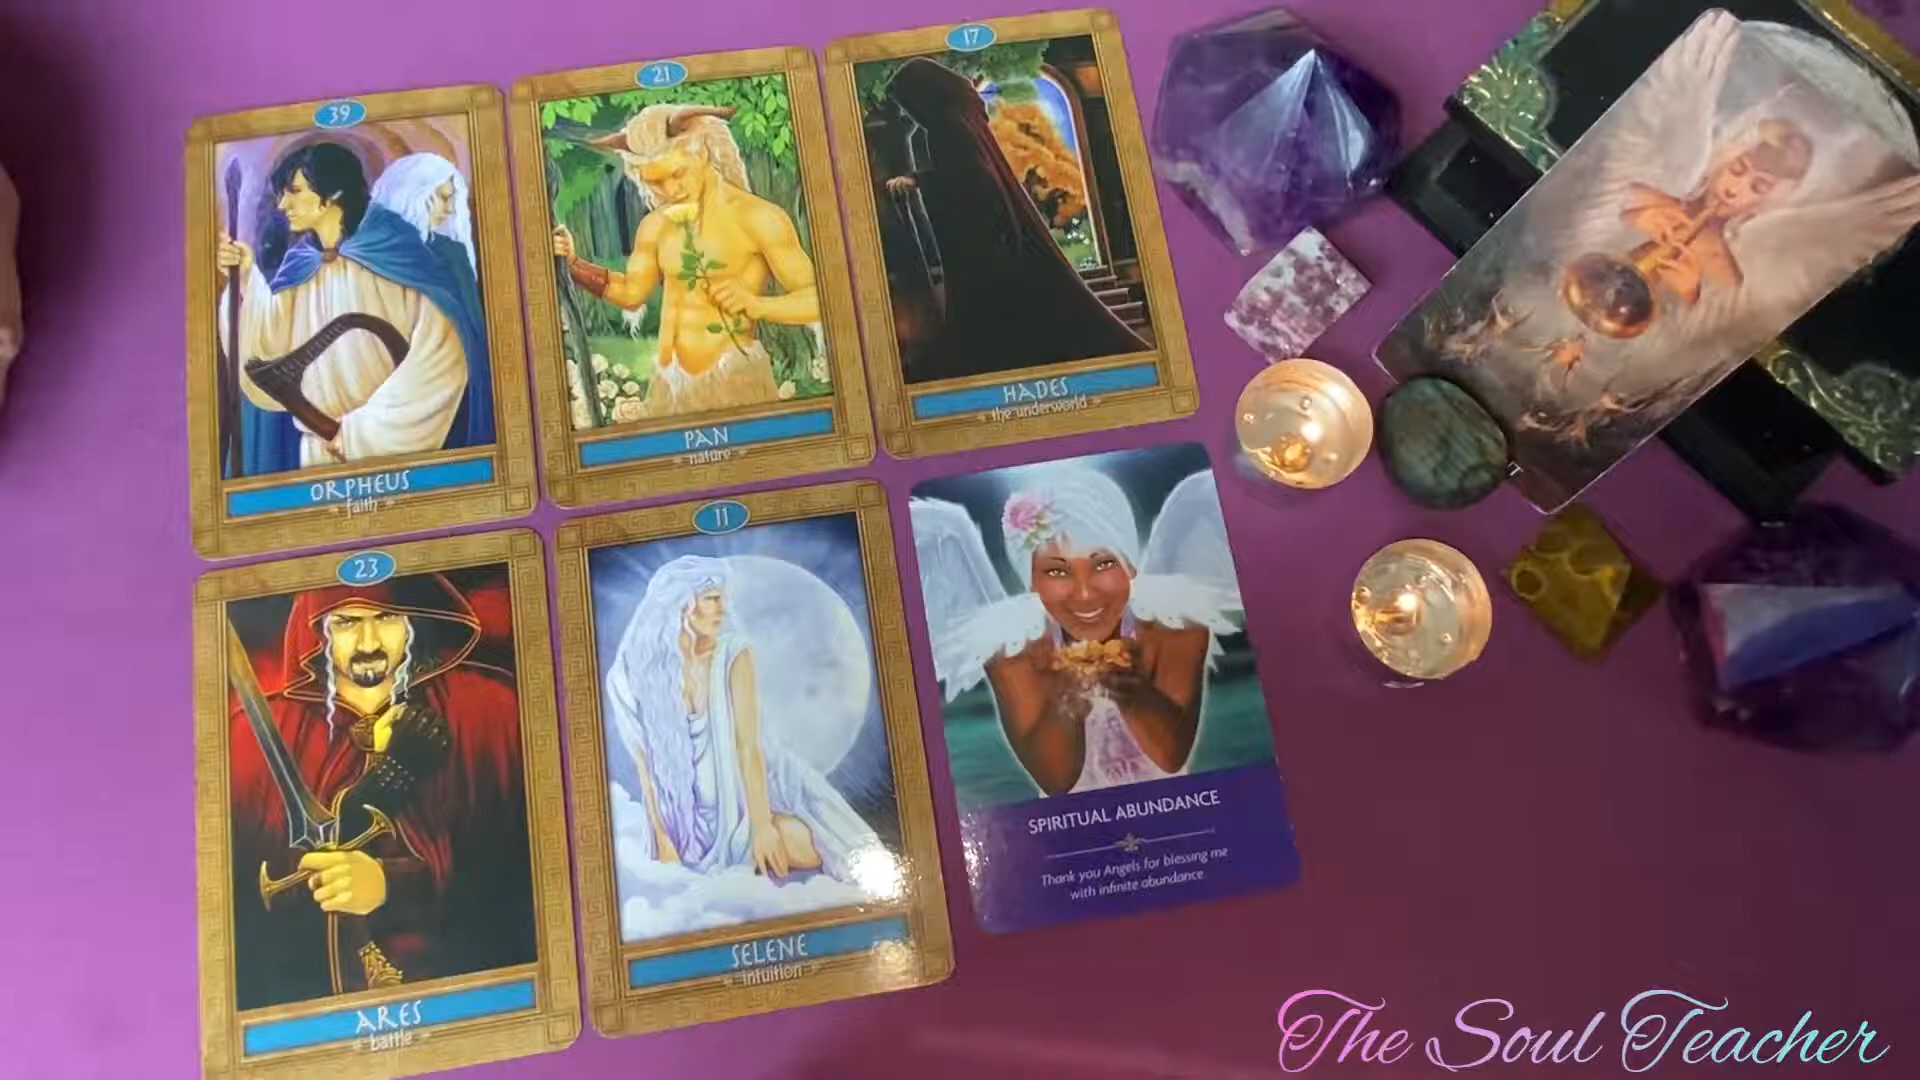 39
ORPHEUS
faith
21
PAN
nature
17
HADES
the underworld
23
ARES
battle
11
SELENE
intuition
SPIRITUAL ABUNDANCE
Thank you Angels for blessing me
with infinite abundance
The Soul Teacher